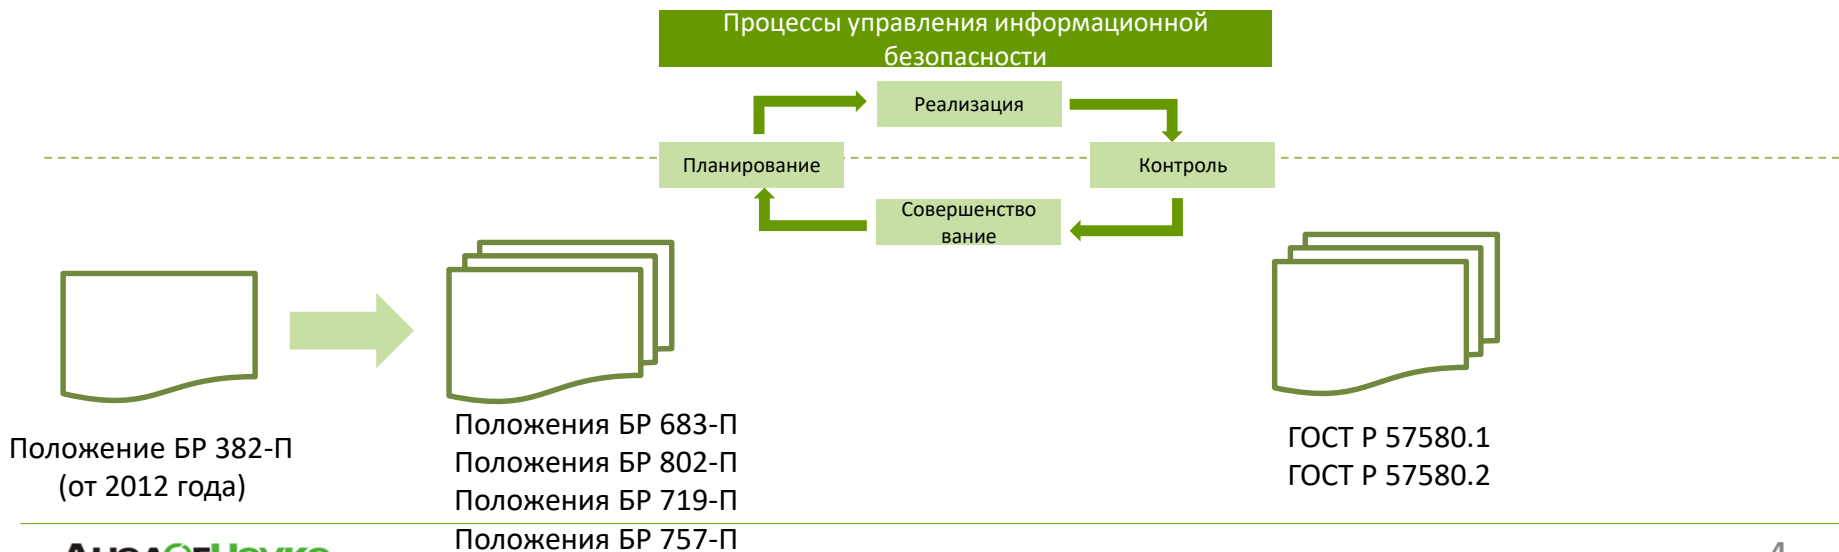 Процессы управления информационной
безопасности
Реализация
Планирование
Контроль
Совершенство
вание
Положение БР 382-П
(от 2012 года)
Положения БР 683-П
Положения БР 802-П
Положения БР 719-П
Положения БР 757-П
ГОСТ Р 57580.1
ГОСТ Р 57580.2